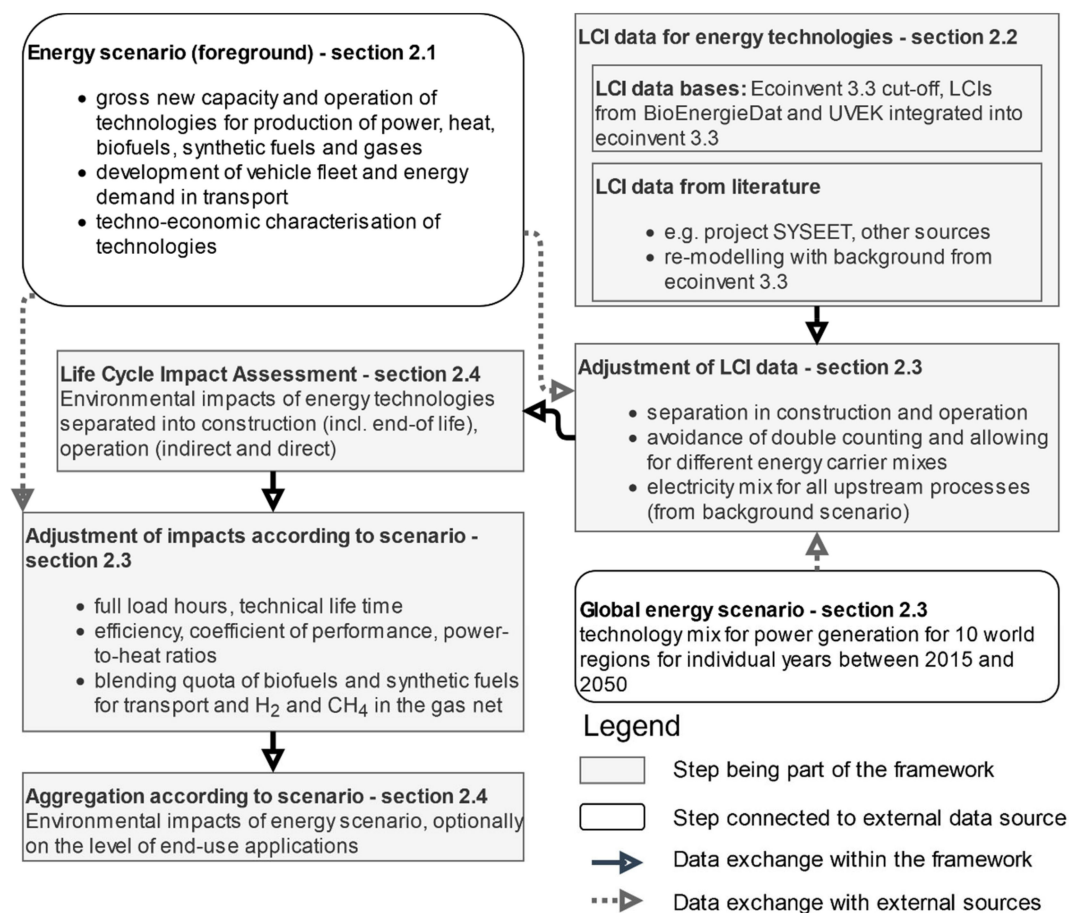 Energy scenario (foreground) - section 2.1
• gross new capacity and operation of
technologies for production of power, heat,
biofuels, synthetic fuels and gases
• development of vehicle fleet and energy
demand in transport
• techno-economic characterisation of
technologies
LCI data for energy technologies - section 2.2
LCI data bases: Ecoinvent 3.3 cut-off, LCIs
from BioEnergieDat and UVEK integrated into
ecoinvent 3.3
LCI data from literature
• e.g. project SYSEET, other sources
• re-modelling with background from
ecoinvent 3.3
Adjustment of LCI data - section 2.3
• separation in construction and operation
• avoidance of double counting and allowing
for different energy carrier mixes
• electricity mix for all upstream processes
(from background scenario)
Life Cycle Impact Assessment - section 2.4
Environmental impacts of energy technologies
separated into construction (incl. end-of life),
operation (indirect and direct)
Adjustment of impacts according to scenario -
section 2.3
• full load hours, technical life time
• efficiency, coefficient of performance, power-
to-heat ratios
• blending quota of biofuels and synthetic fuels
for transport and H2 and CH4 in the gas net
Aggregation according to scenario - section 2.4
Environmental impacts of energy scenario, optionally
on the level of end-use applications
Global energy scenario - section 2.3
technology mix for power generation for 10 world
regions for individual years between 2015 and
2050
Legend
Step being part of the framework
Step connected to external data source
Data exchange within the framework
Data exchange with external sources